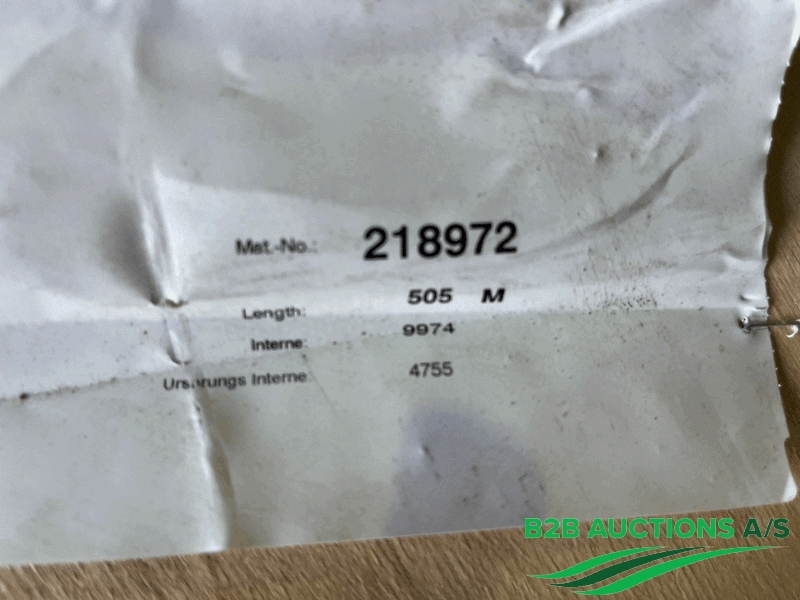 Mat.-No.: 218972
Length: 505 M
Interne: 9974
Ursprungs Interne: 4755
B2B AUCTIONS A/S